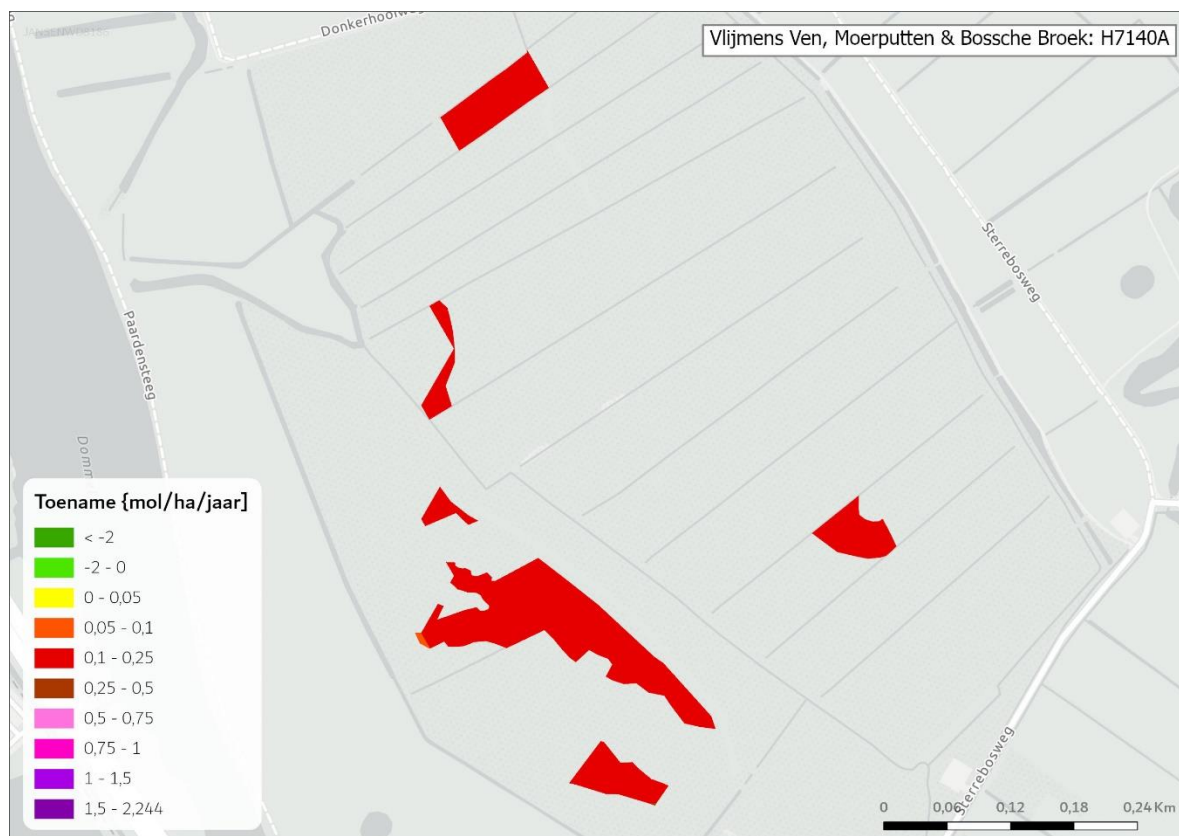 Donkerhoolweg
Vlijmens Ven, Moerputten & Bossche Broek: H7140A
Sterrebosweg
Paardensteeg
Toename {mol/ha/jaar]
< -2
-2 - 0
0 - 0,05
0,05 - 0,1
0,1 - 0,25
0,25 - 0,5
0,5 - 0,75
0,75 - 1
1 - 1,5
1,5 - 2,244
Sterrebosweg
0 0,06 0,12 0,18 0,24 Km